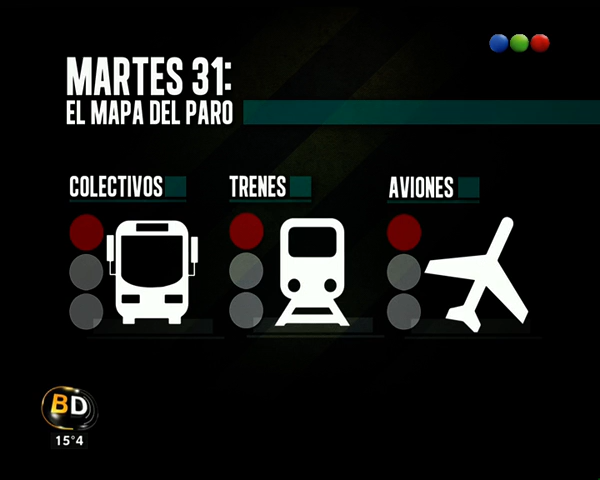 MARTES 31:
EL MAPA DEL PARO
COLECTIVOS
TRENES
AVIONES
BD
15°4